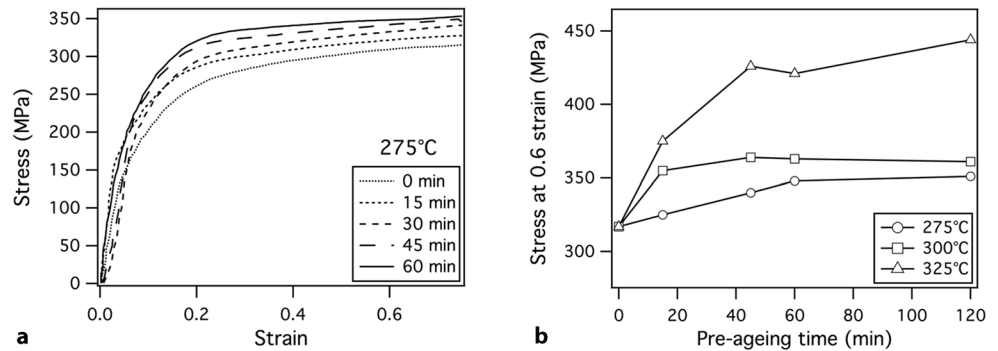 350
300
250
200
150
100
50
0
Stress (MPa)
275°C
0 min
15 min
30 min
45 min
60 min
0.0 0.2 0.4 0.6
Strain
a
450
400
350
300
Stress at 0.6 strain (MPa)
275°C
300°C
325°C
0 20 40 60 80 100 120
Pre-ageing time (min)
b